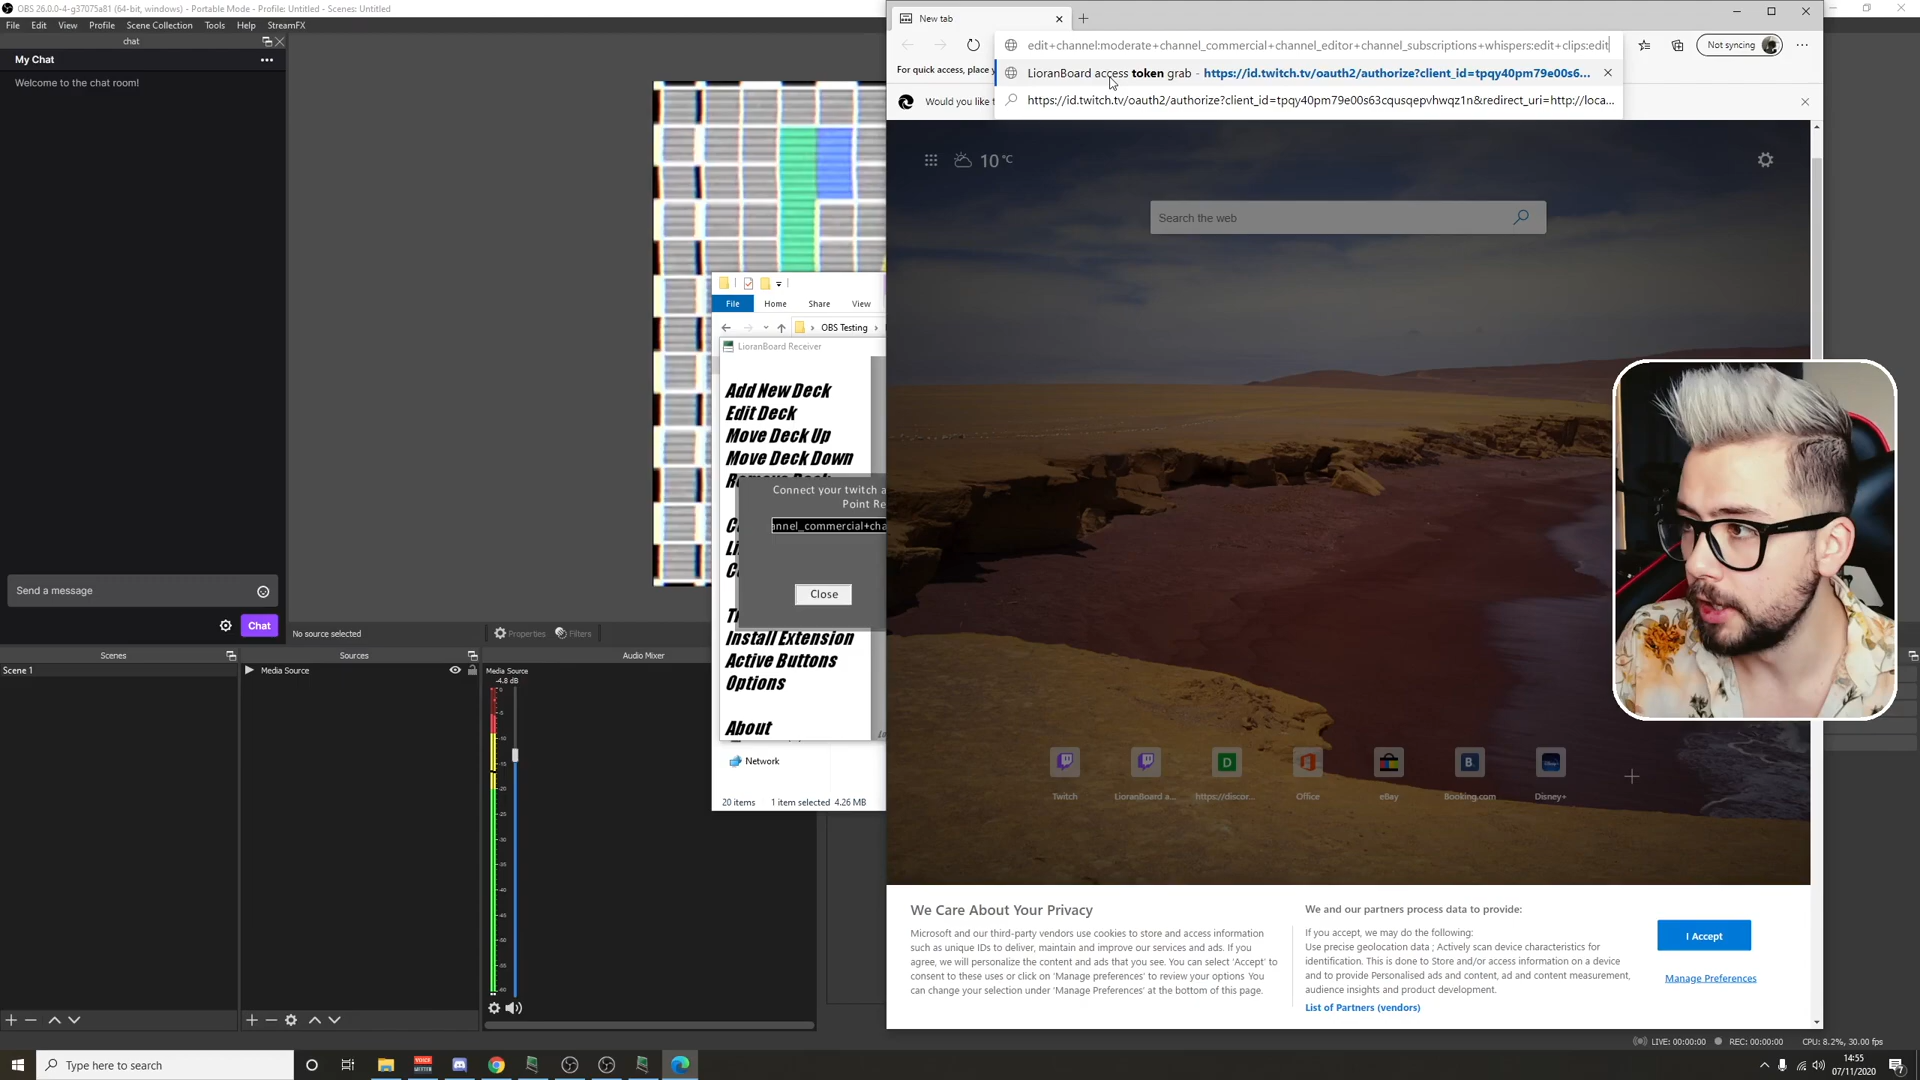 OBS 26.0.0-4-g37075a81 (64-bit, windows) - Portable Mode - Profile: Untitled - Scenes: Untitled
File Edit View Profile Scene Collection Tools Help StreamFX
chat
My Chat
Welcome to the chat room!
Send a message
Chat
No source selected
Properties Filters
Scenes Sources Audio Mixer
Scene 1
Media Source
Media Source
-4.8 dB
File Home Share View
OBS Testing
LioranBoard Receiver
Add New Deck
Edit Deck
Move Deck Up
Move Deck Down
Connect your twitch a
Point Re
annel_commercial+cha
Close
Install Extension
Active Buttons
Options
About
Network
20 items 1 item selected 4.26 MB
New tab
edit+channel:moderate+channel_commercial+channel_editor+channel_subscriptions+whispers:edit+clips:edit
Not syncing
For quick access, place y
LioranBoard access token grab - https://id.twitch.tv/oauth2/authorize?client_id=tpqy40pm79e00s6...
Would you like t
https://id.twitch.tv/oauth2/authorize?client_id=tpqy40pm79e00s63cqusqepvhwqz1n&redirect_uri=http://loca...
10 °C
Search the web
Twitch
LioranBoard a...
https://discor...
Office
eBay
Booking.com
Disney+
We Care About Your Privacy
Microsoft and our third-party vendors use cookies to store and access information
such as unique IDs to deliver, maintain and improve our services and ads. If you
agree, we will personalize the content and ads that you see. You can select 'Accept' to
consent to these uses or click on 'Manage preferences' to review your options. You
can change your selection under 'Manage Preferences' at the bottom of this page.
We and our partners process data to provide:
If you accept, we may do the following:
Use precise geolocation data ; Actively scan device characteristics for
identification. This is done to Store and/or access information on a device
and to provide Personalised ads and content, ad and content measurement,
audience insights and product development.
List of Partners (vendors)
I Accept
Manage Preferences
LIVE: 00:00:00 REC: 00:00:00 CPU: 8.2%, 30.00 fps
Type here to search
14:55
07/11/2020